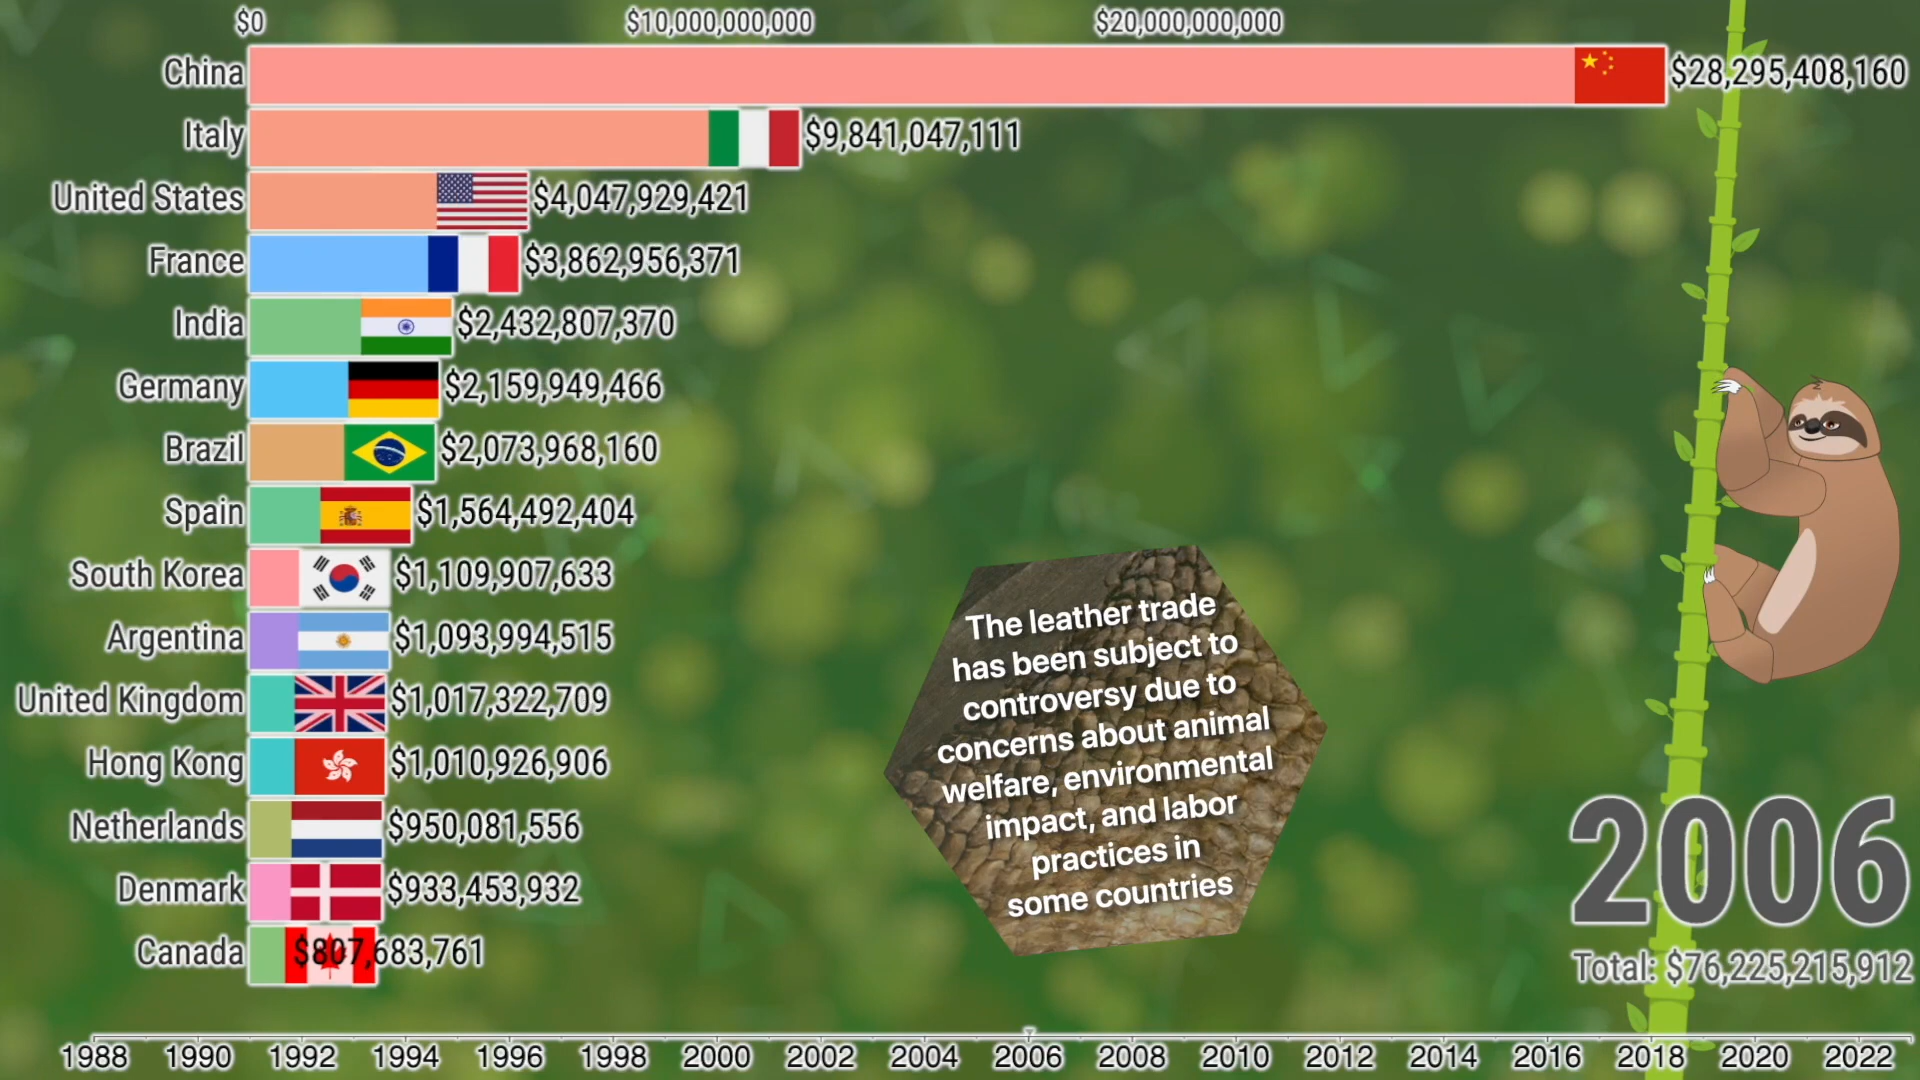 $0 $10,000,000,000 $20,000,000,000
China $28,295,408,160
Italy $9,841,047,111
United States $4,047,929,421
France $3,862,956,371
India $2,432,807,370
Germany $2,159,949,466
Brazil $2,073,968,160
Spain $1,564,492,404
South Korea $1,109,907,633
Argentina $1,093,994,515
United Kingdom $1,017,322,709
Hong Kong $1,010,926,906
Netherlands $950,081,556
Denmark $933,453,932
Canada $807,683,761
The leather trade
has been subject to
controversy due to
concerns about animal
welfare, environmental
impact, and labor
practices in
some countries
2006
Total: $76,225,215,912
1988 1990 1992 1994 1996 1998 2000 2002 2004 2006 2008 2010 2012 2014 2016 2018 2020 2022